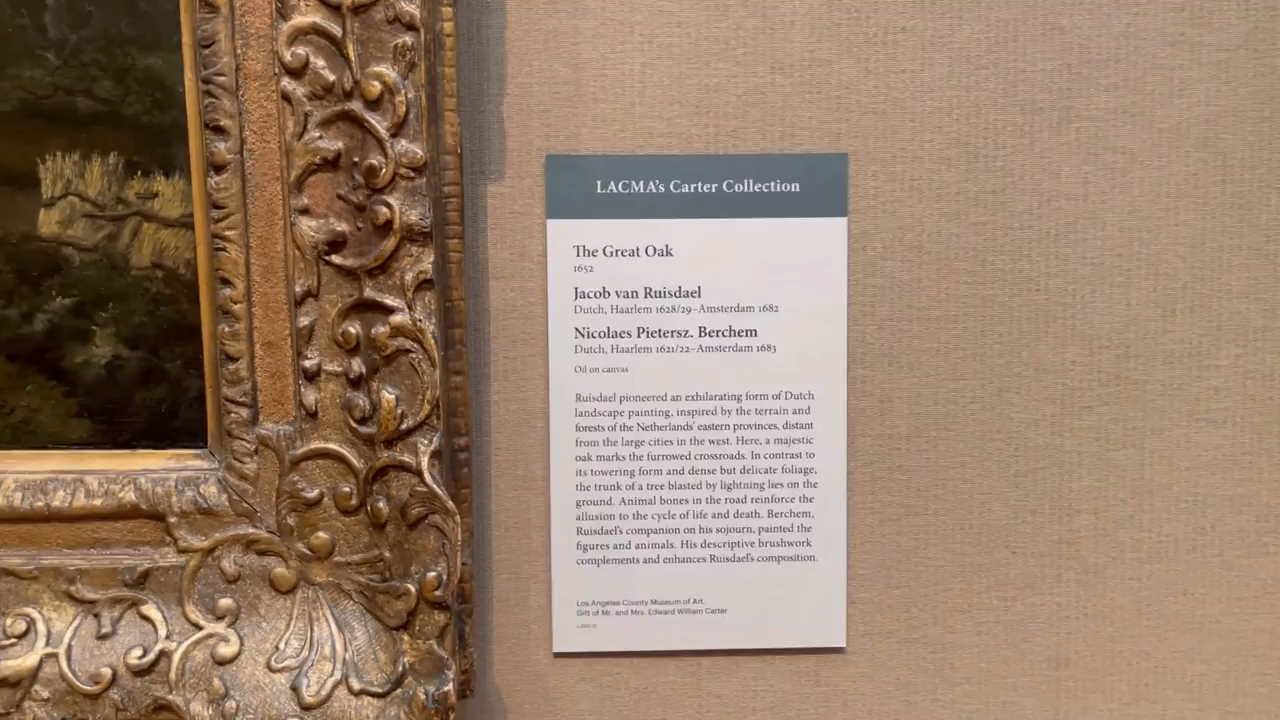 LACMA's Carter Collection
The Great Oak
1652
Jacob van Ruisdael
Dutch, Haarlem 1628/29–Amsterdam 1682
Nicolaes Pietersz. Berchem
Dutch, Haarlem 1621/22–Amsterdam 1683
Oil on canvas
Ruisdael pioneered an exhilarating form of Dutch
landscape painting, inspired by the terrain and
forests of the Netherlands' eastern provinces, distant
from the large cities in the west. Here, a majestic
oak marks the furrowed crossroads. In contrast to
its towering form and dense but delicate foliage,
the trunk of a tree blasted by lightning lies on the
ground. Animal bones in the road reinforce the
allusion to the cycle of life and death. Berchem,
Ruisdael's companion on his sojourn, painted the
figures and animals. His descriptive brushwork
complements and enhances Ruisdael's composition.
Los Angeles County Museum of Art,
Gift of Mr. and Mrs. Edward William Carter